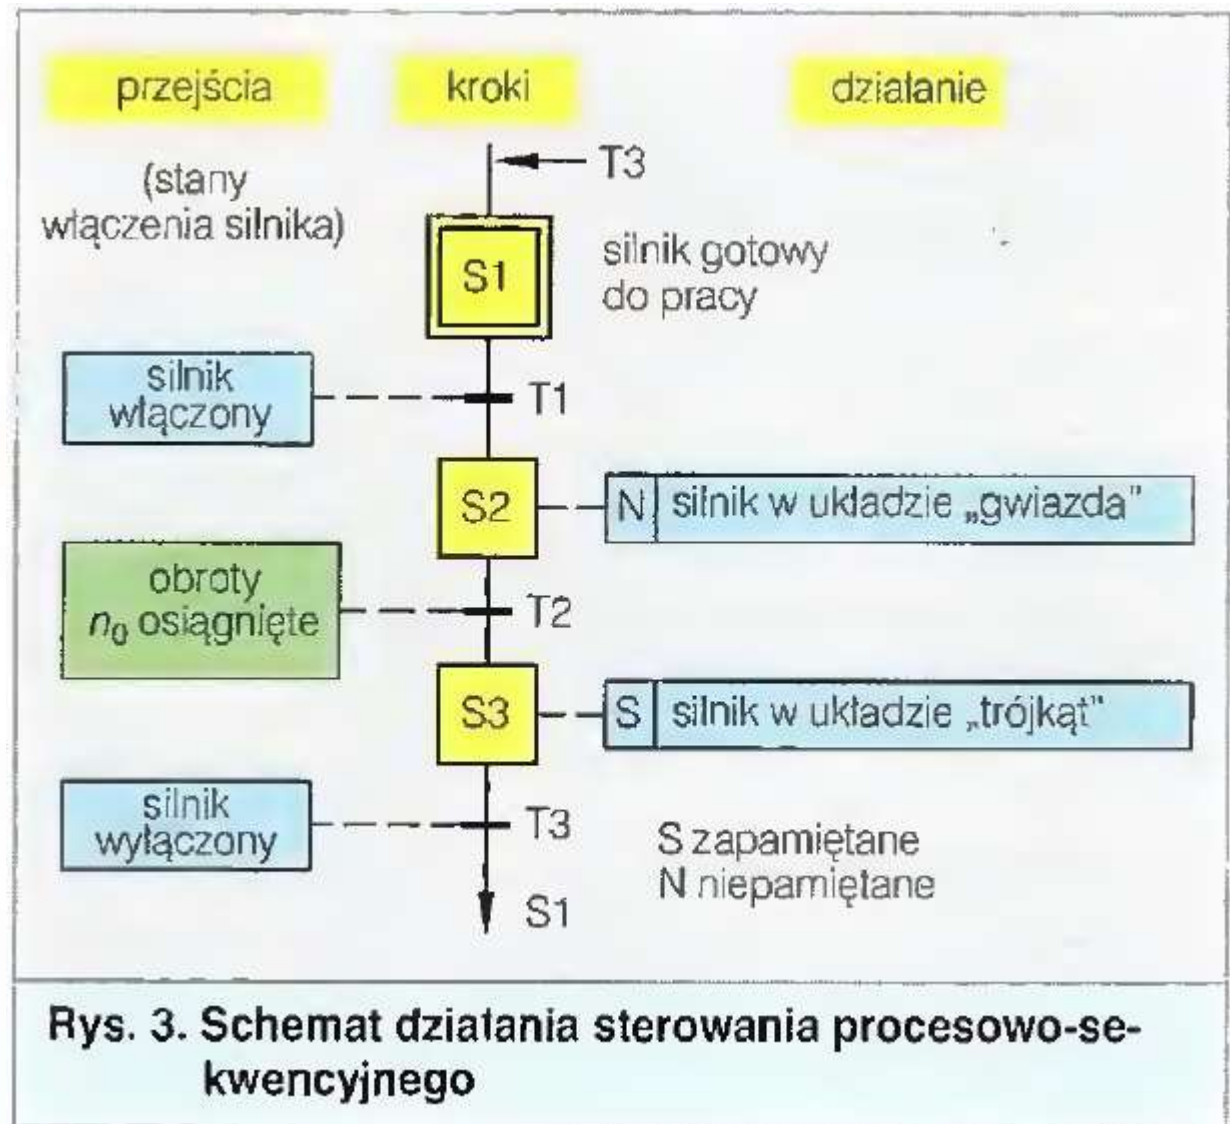 przejścia
kroki
działanie
(stany
włączenia silnika)
T3
S1
silnik gotowy
do pracy
silnik
włączony
T1
S2
N silnik w układzie „gwiazda”
obroty
n0 osiągnięte
T2
S3
S silnik w układzie „trójkąt”
silnik
wyłączony
T3
S zapamiętane
N niepamiętane
S1
Rys. 3. Schemat działania sterowania procesowo-se-
kwencyjnego